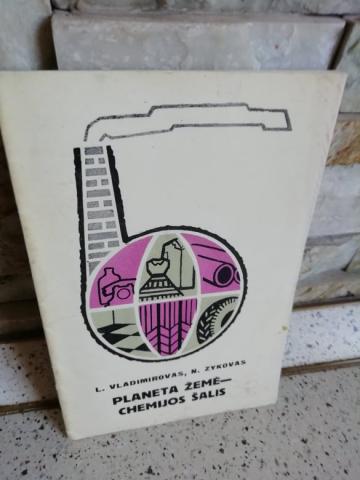 L. VLADIMIROVAS, N. ZYKOVAS
PLANETA ŽEMĖ—
CHEMIJOS ŠALIS